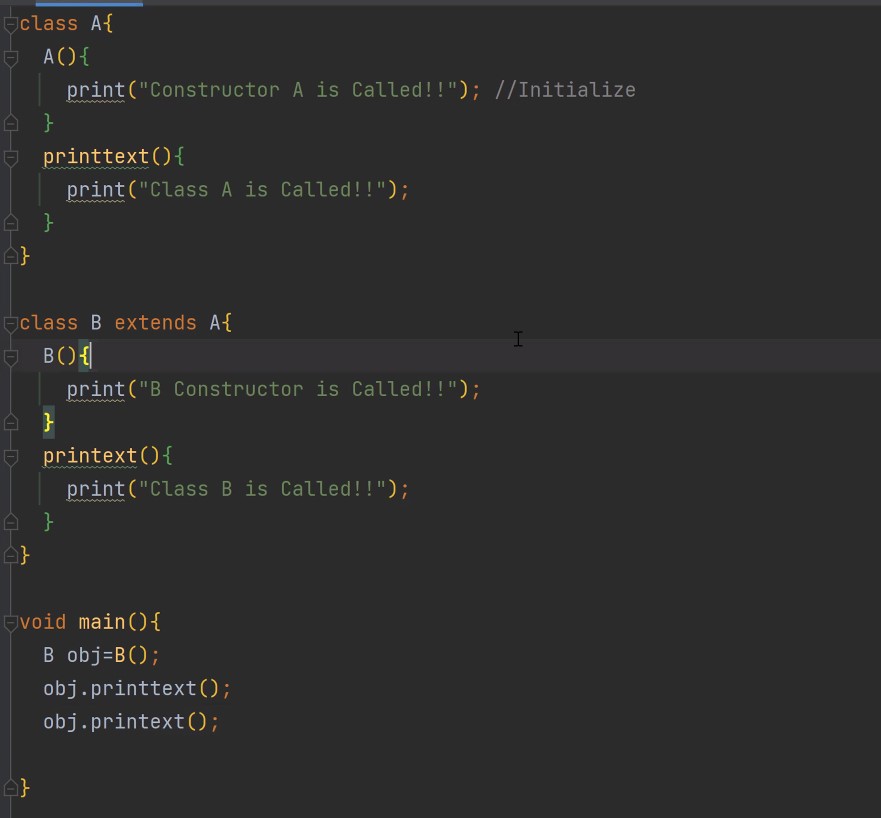 class A{
  A(){
    print("Constructor A is Called!!"); //Initialize
  }
  printtext(){
    print("Class A is Called!!");
  }
}
class B extends A{
  B(){
    print("B Constructor is Called!!");
  }
  printext(){
    print("Class B is Called!!");
  }
}
void main(){
  B obj=B();
  obj.printtext();
  obj.printext();
}